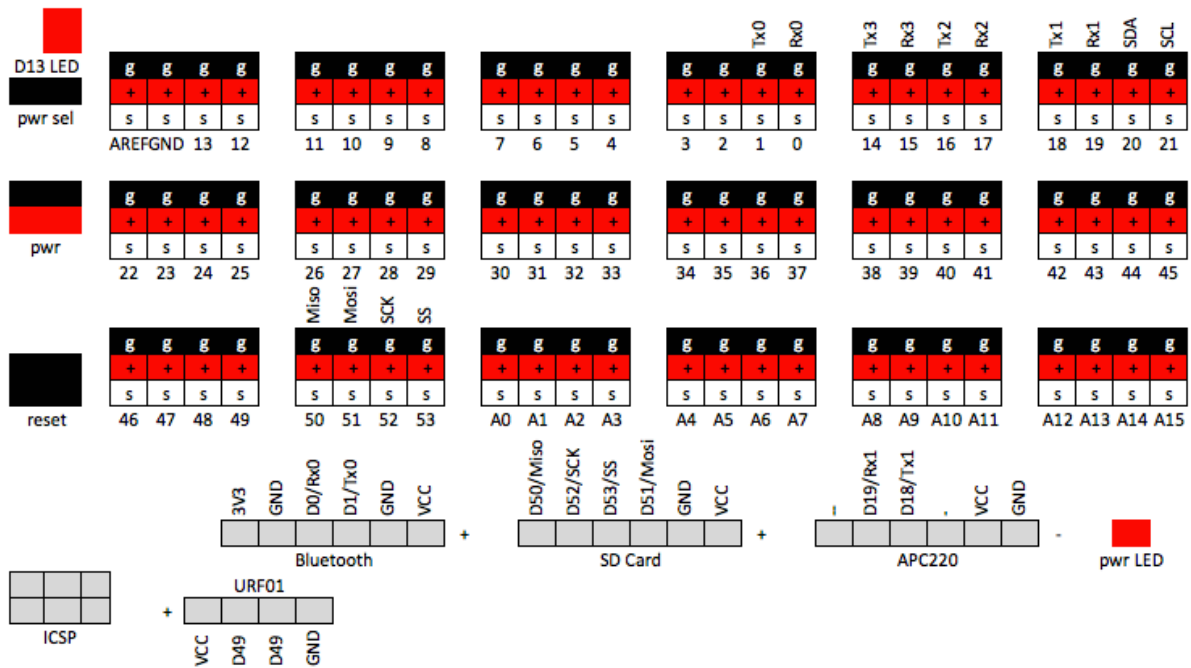 Tx0 Rx0 Tx3 Rx3 Tx2 Rx2 Tx1 Rx1 SDA SCL
D13 LED
g g g g g g g g g g g g g g g g g g g g g g g g
+ + + + + + + + + + + + + + + + + + + + + + + +
pwr sel
s s s s s s s s s s s s s s s s s s s s s s s s
AREF GND 13 12 11 10 9 8 7 6 5 4 3 2 1 0 14 15 16 17 18 19 20 21
g g g g g g g g g g g g g g g g g g g g g g g g
+ + + + + + + + + + + + + + + + + + + + + + + +
pwr
s s s s s s s s s s s s s s s s s s s s s s s s
22 23 24 25 26 27 28 29 30 31 32 33 34 35 36 37 38 39 40 41 42 43 44 45
Miso Mosi SCK SS
g g g g g g g g g g g g g g g g g g g g g g g g
+ + + + + + + + + + + + + + + + + + + + + + + +
s s s s s s s s s s s s s s s s s s s s s s s s
reset
46 47 48 49 50 51 52 53 A0 A1 A2 A3 A4 A5 A6 A7 A8 A9 A10 A11 A12 A13 A14 A15
3V3 GND D0/Rx0 D1/Tx0 GND VCC D50/Miso D52/SCK D53/SS D51/Mosi GND VCC - D19/Rx1 D18/Tx1 - VCC GND
+ + -
Bluetooth SD Card APC220 pwr LED
URF01
+
ICSP
VCC D49 D49 GND